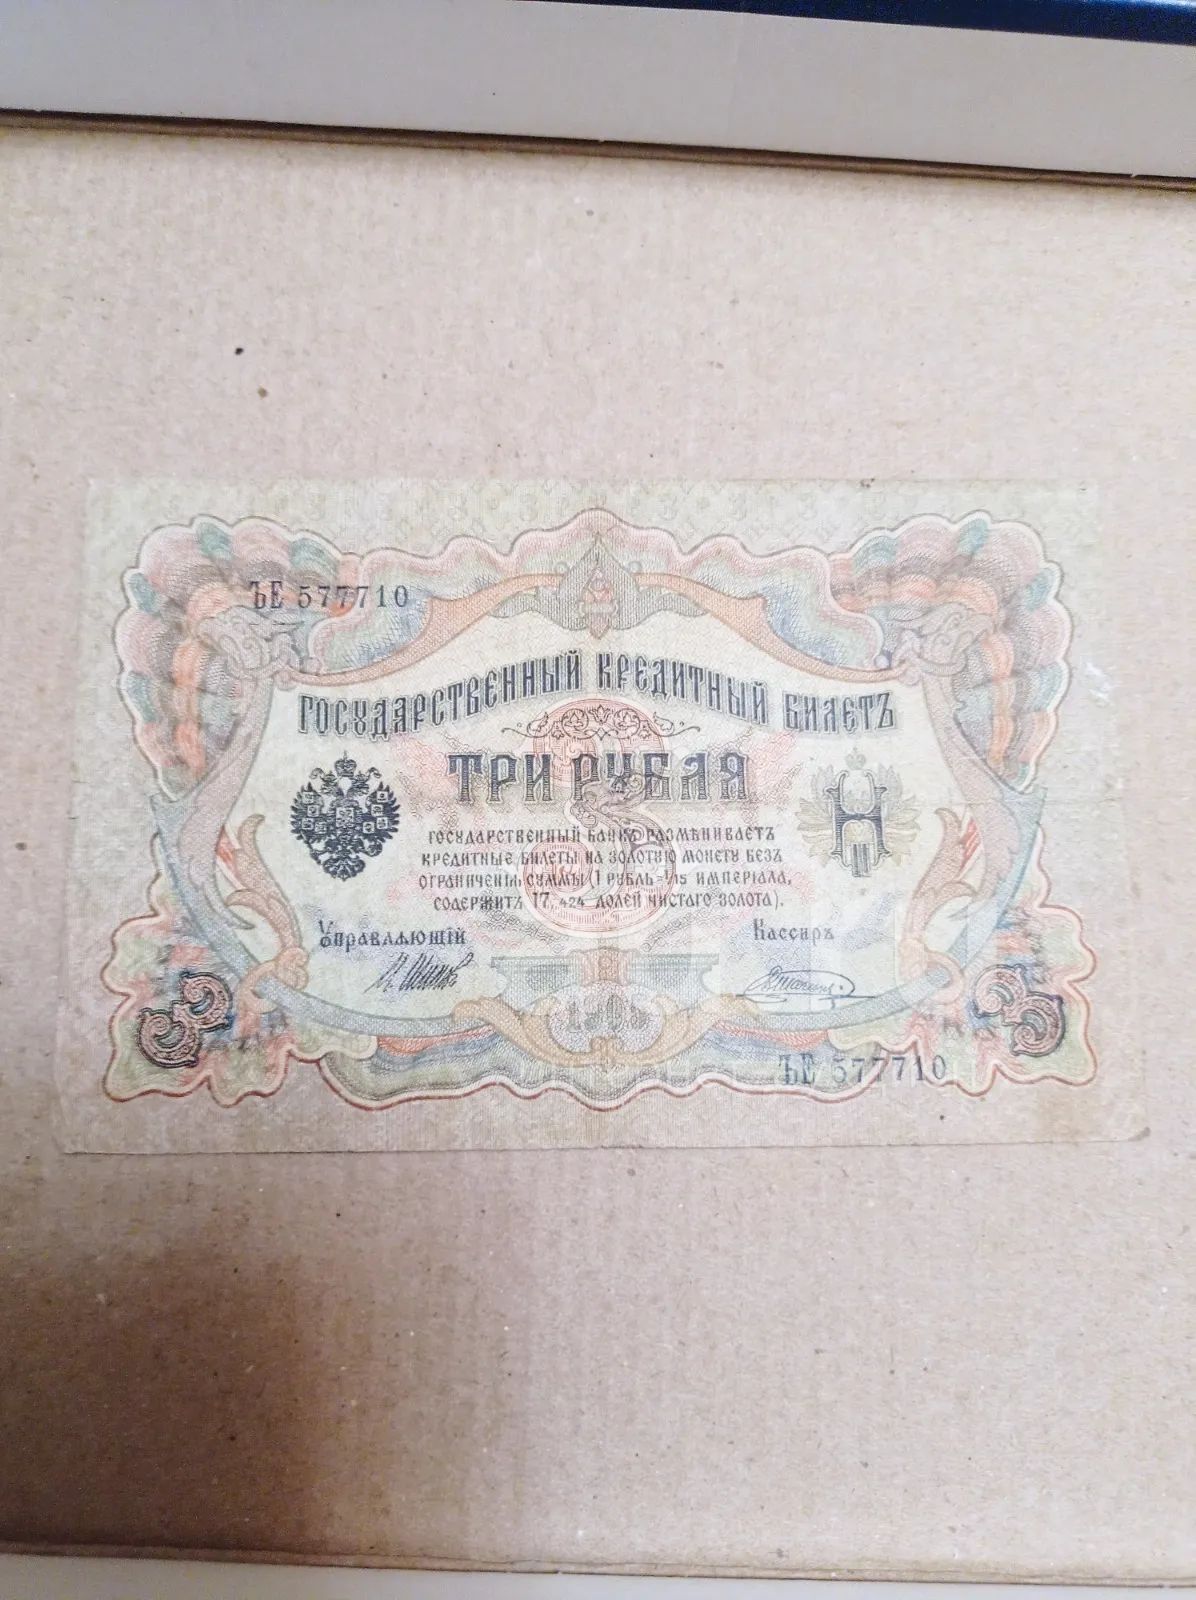 ЪЕ 577710
ГОСУДАРСТВЕННЫЙ КРЕДИТНЫЙ БИЛЕТЪ
ТРИ РУБЛЯ
3
Н
ГОСУДАРСТВЕННЫЙ БАНКЪ РАЗМѢНИВАЕТЪ
КРЕДИТНЫЕ БИЛЕТЫ НА ЗОЛОТУЮ МОНЕТУ БЕЗЪ
ОГРАНИЧЕНІЯ СУММЫ (1 РУБЛЬ = 1/15 ИМПЕРІАЛА,
СОДЕРЖИТЪ 17,424 ДОЛЕЙ ЧИСТАГО ЗОЛОТА).
Управляющій Кассиръ
3 3
ЪЕ 577710